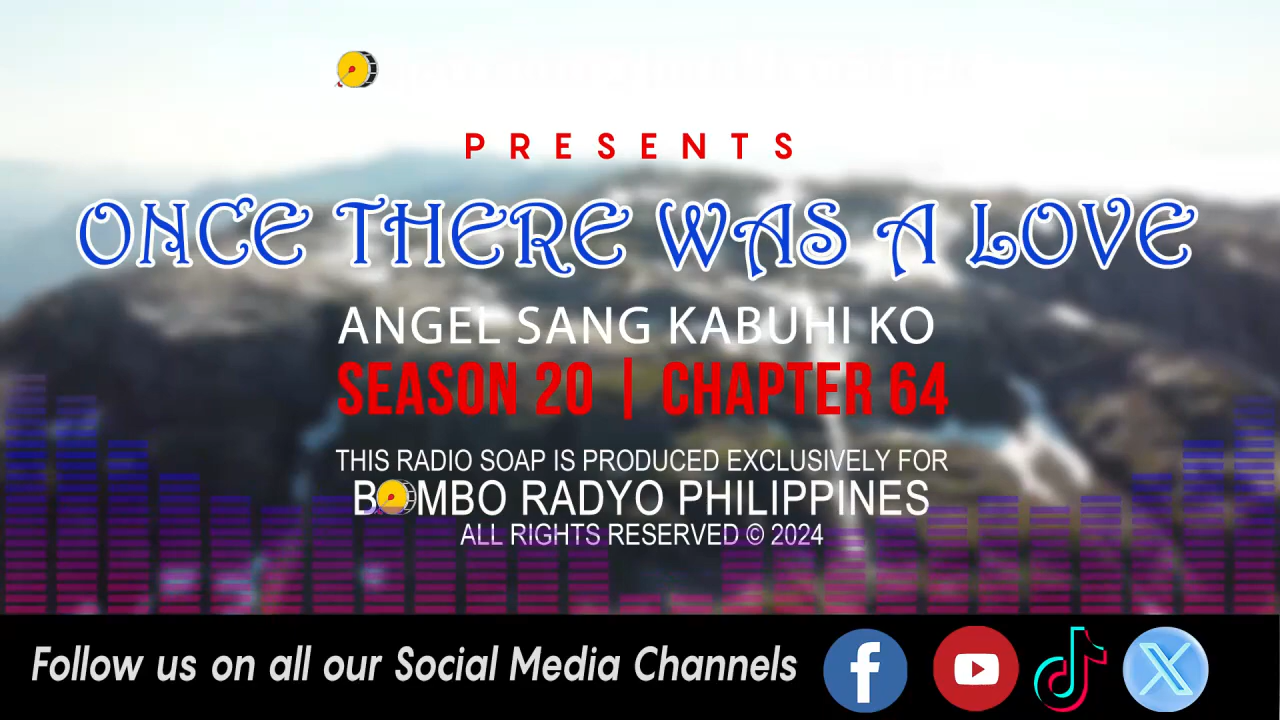 PRESENTS
ONCE THERE WAS A LOVE
ANGEL SANG KABUHI KO
SEASON 20 | CHAPTER 64
THIS RADIO SOAP IS PRODUCED EXCLUSIVELY FOR
BOMBO RADYO PHILIPPINES
ALL RIGHTS RESERVED © 2024
Follow us on all our Social Media Channels